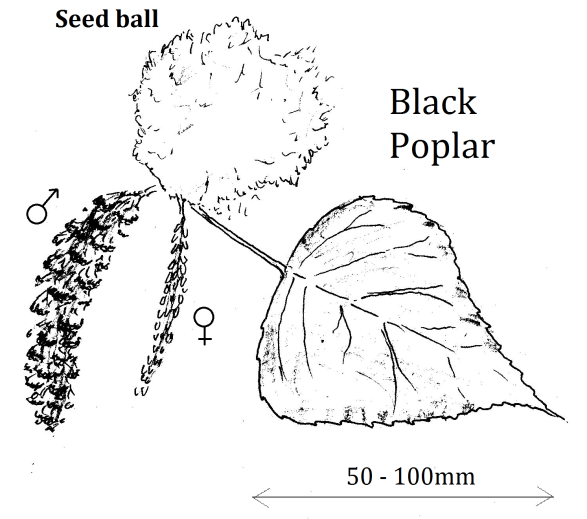 Seed ball
Black
Poplar
♂
♀
50 - 100mm